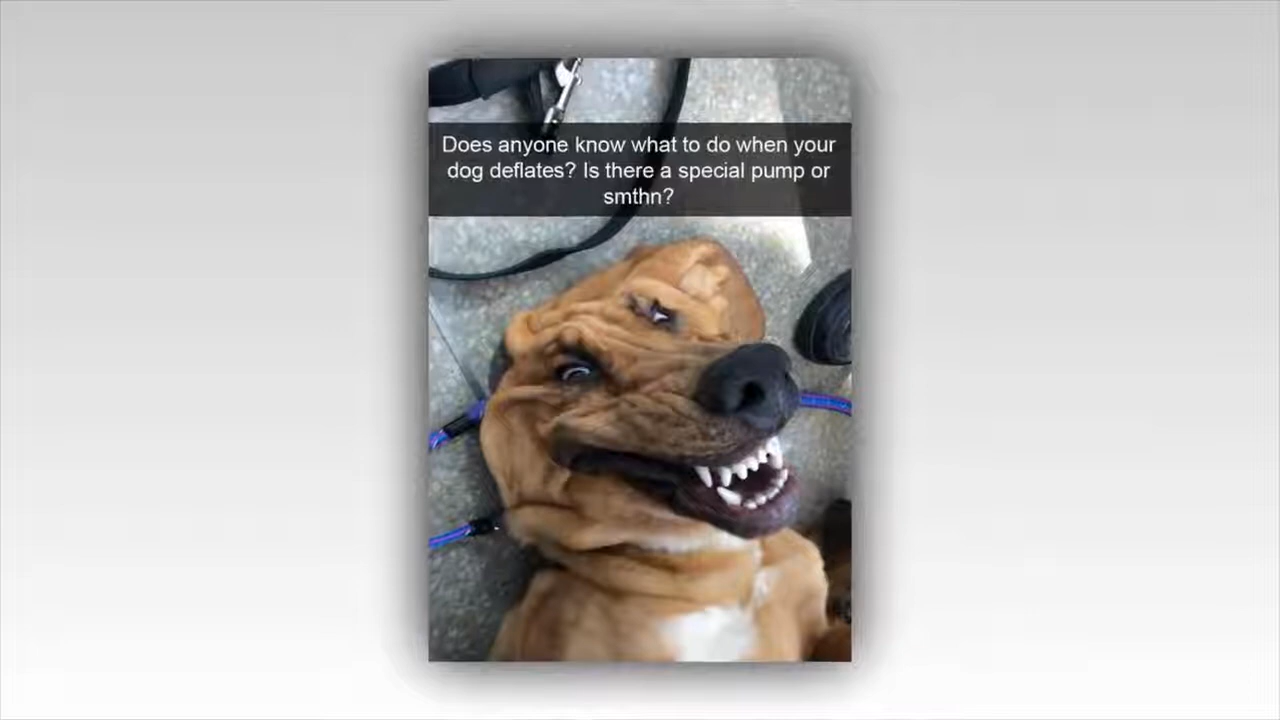 Does anyone know what to do when your
dog deflates? Is there a special pump or
smthn?